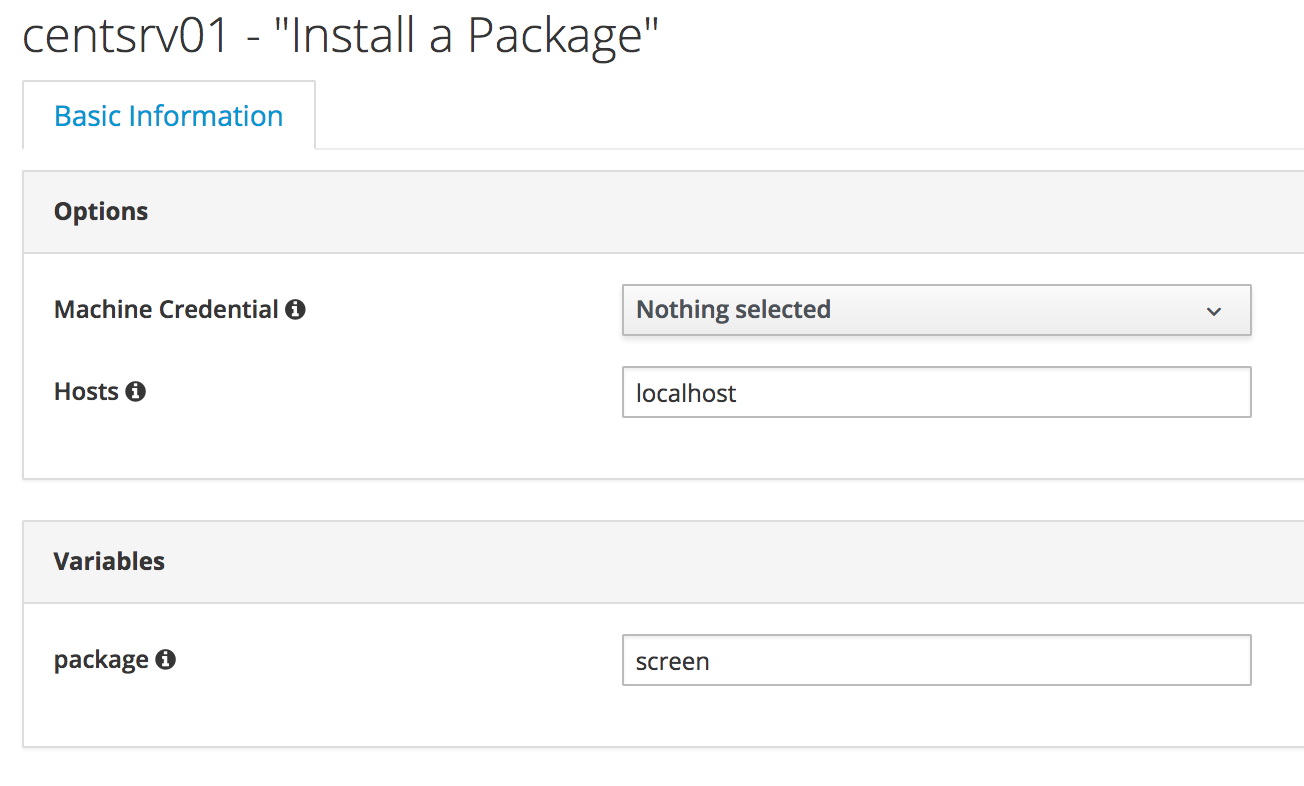 centsrv01 - "Install a Package"
Basic Information
Options
Machine Credential
Nothing selected
Hosts
localhost
Variables
package
screen